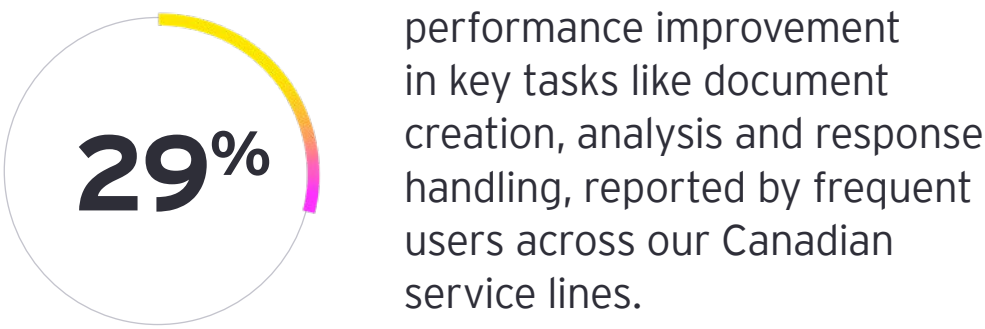 29%
performance improvement
in key tasks like document
creation, analysis and response
handling, reported by frequent
users across our Canadian
service lines.